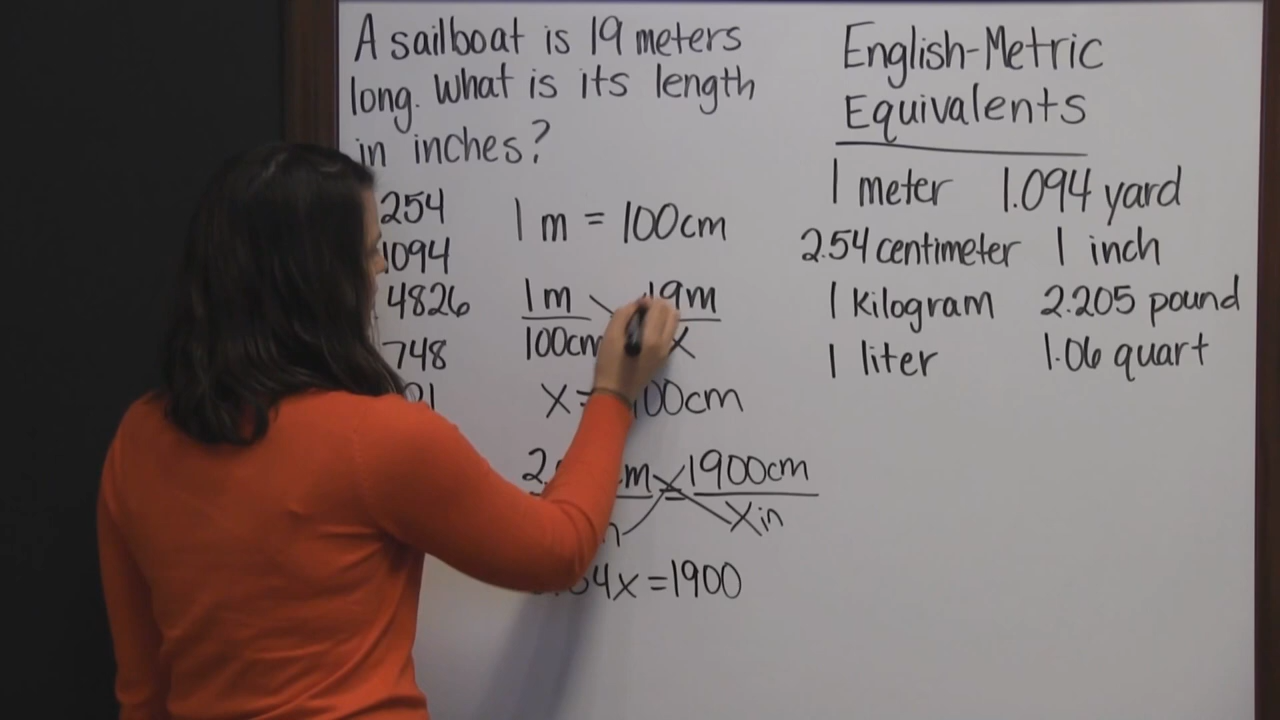 A sailboat is 19 meters
long. What is its length
in inches?
254
1094
4826
748
1 m = 100cm
1m 19m
100cm x
x= 00cm
2. m = 1900cm
x in
4x = 1900
English-Metric
Equivalents
1 meter 1.094 yard
2.54 centimeter 1 inch
1 Kilogram 2.205 pound
1 liter 1.06 quart